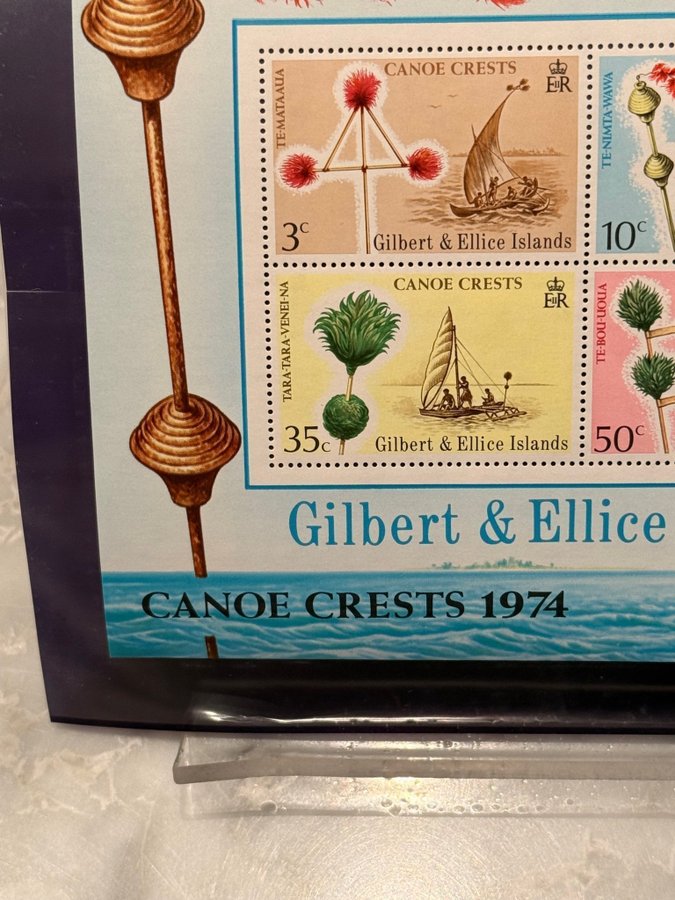 TE-MATAAUA
CANOE CRESTS
EIIR
3c
Gilbert & Ellice Islands
TE-NIMTA-WAWA
10c
TARA-TARA-VENEI-NA
CANOE CRESTS
EIIR
35c
Gilbert & Ellice Islands
TE-BOU-UOUA
50c
Gilbert & Ellice
CANOE CRESTS 1974